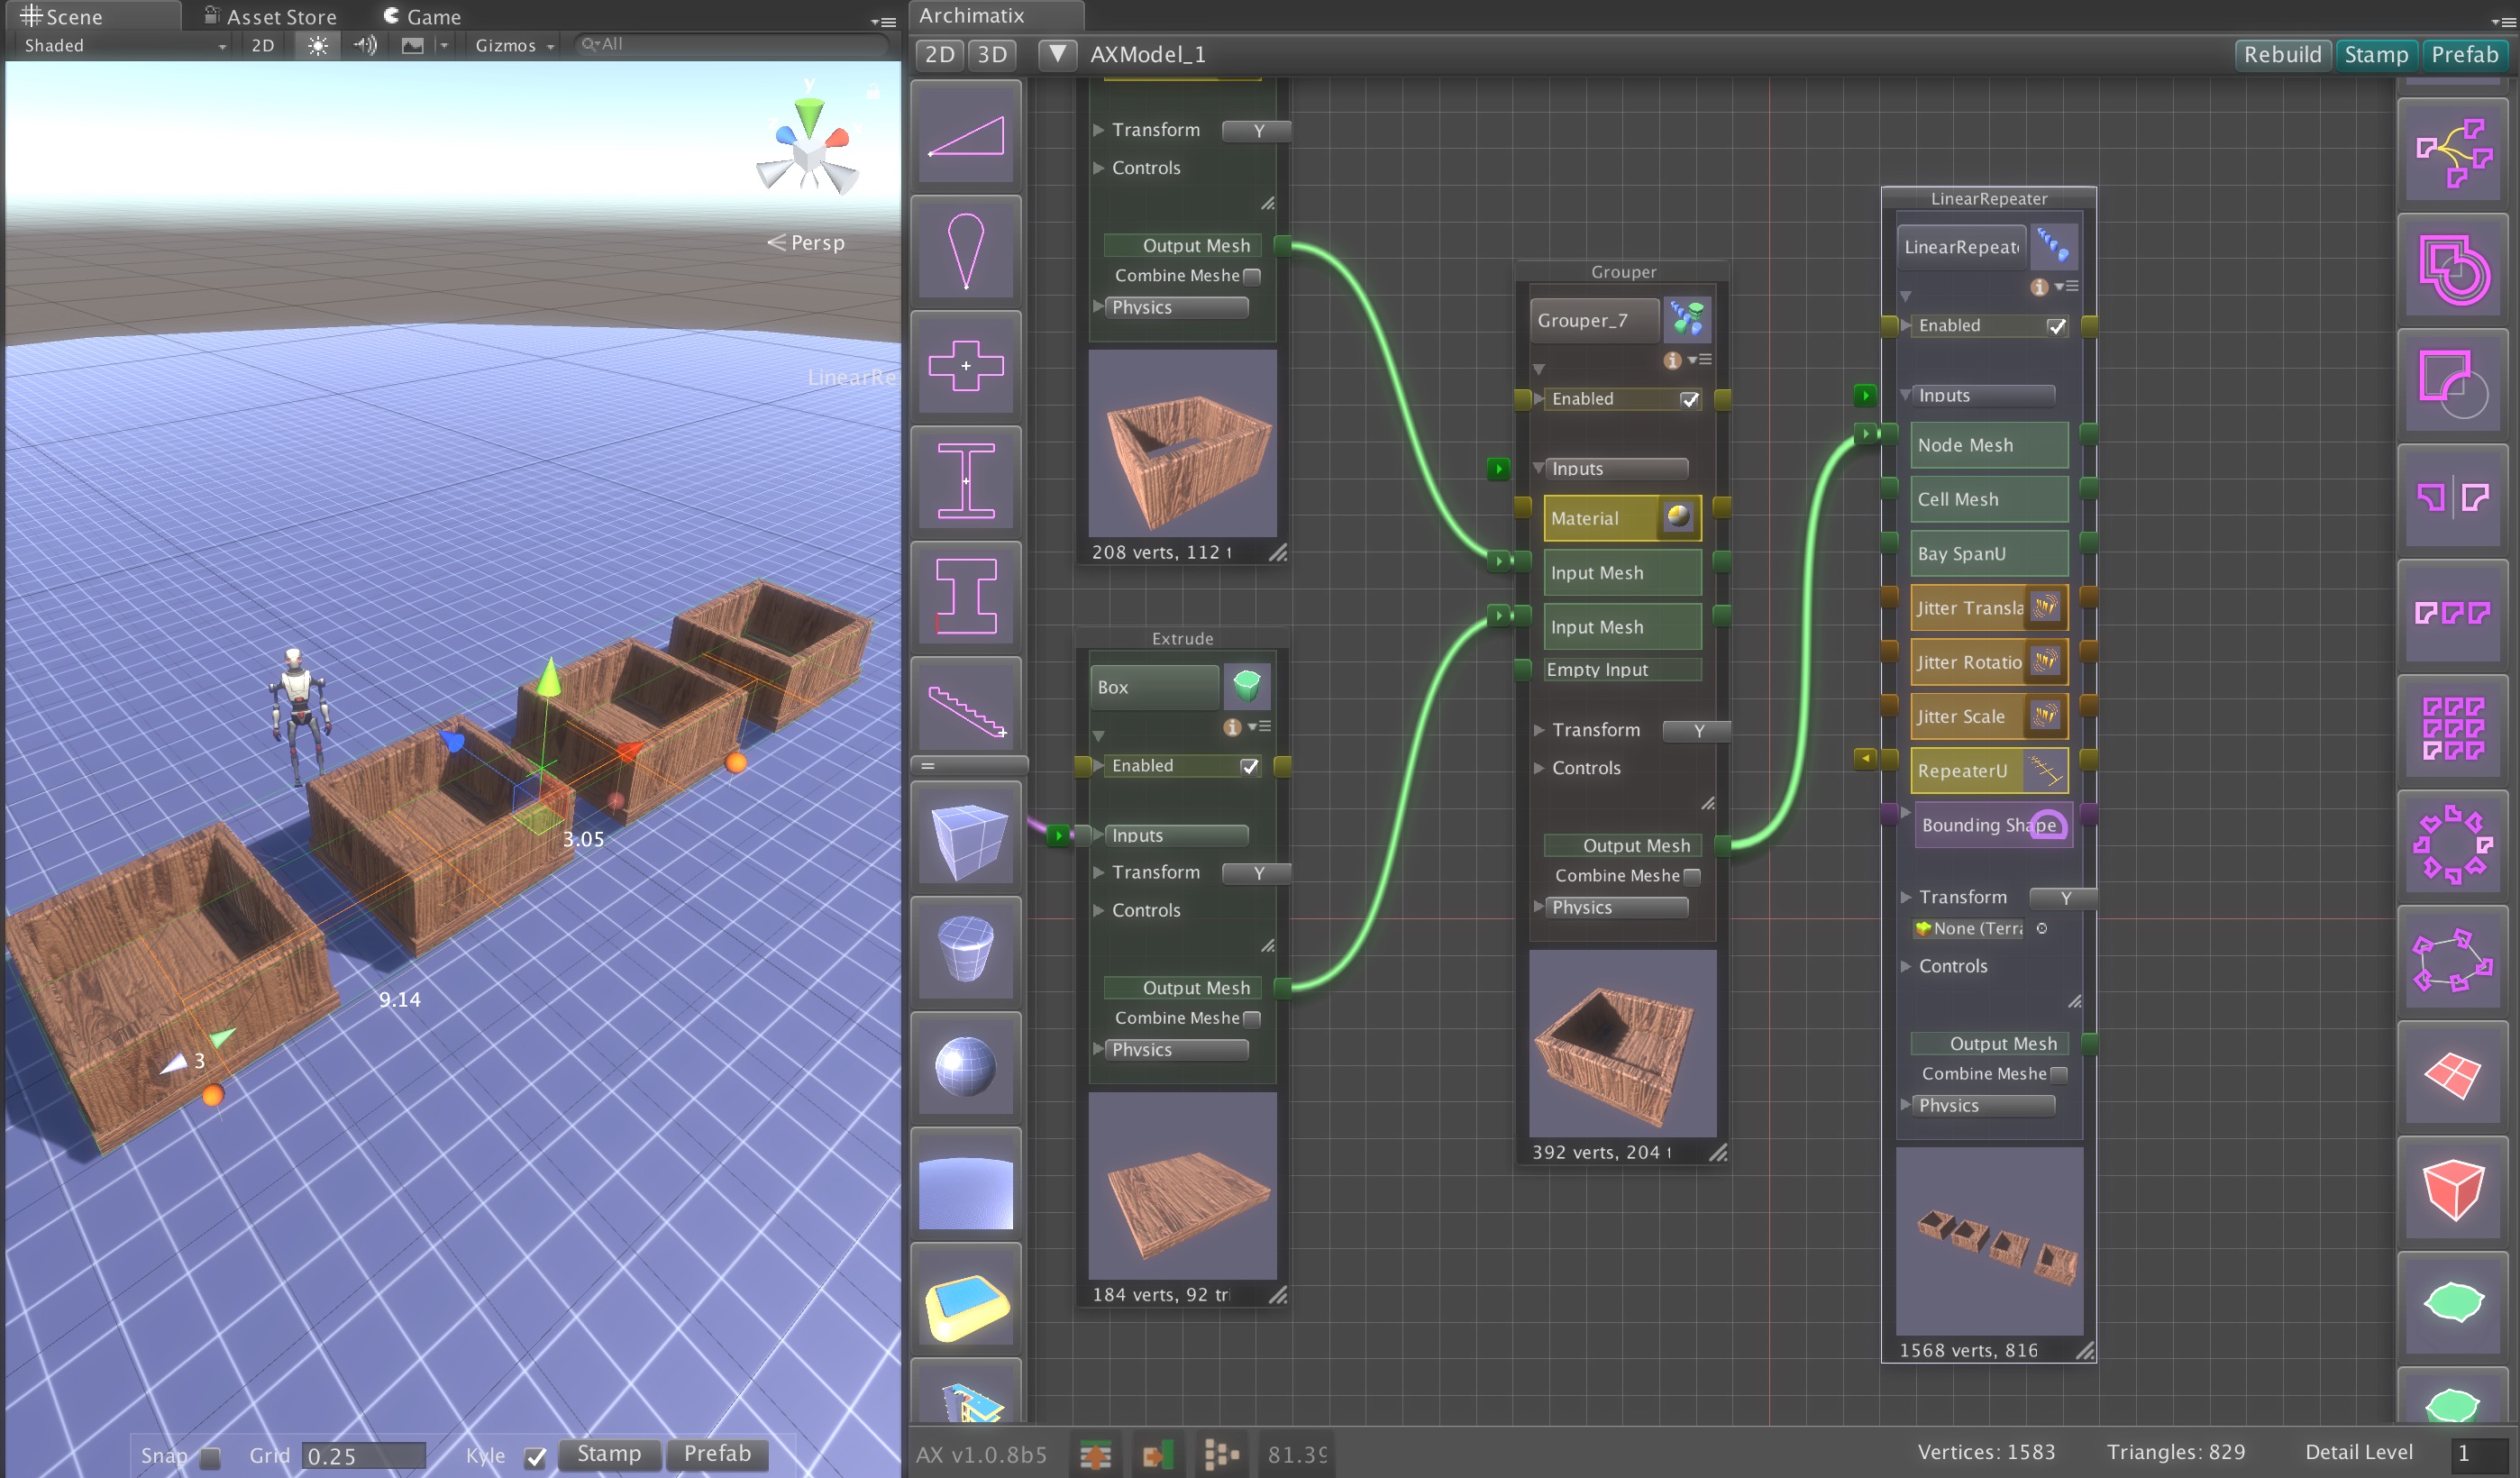 Scene
Asset Store
Game
Shaded
2D
Gizmos
All
y
Persp
LinearRe
3.05
9.14
3
Snap
Grid
0.25
Kyle
Stamp
Prefab
Archimatix
2D
3D
AXModel_1
Rebuild
Stamp
Prefab
Transform
Y
Controls
Output Mesh
Combine Meshe
Physics
208 verts, 112 t
Extrude
Box
Enabled
Inputs
Transform
Y
Controls
Output Mesh
Combine Meshe
Physics
184 verts, 92 tri
Grouper
Grouper_7
Enabled
Inputs
Material
Input Mesh
Input Mesh
Empty Input
Transform
Y
Controls
Output Mesh
Combine Meshe
Physics
392 verts, 204 t
LinearRepeater
LinearRepeat
Enabled
Inputs
Node Mesh
Cell Mesh
Bay SpanU
Jitter Transla
Jitter Rotatio
Jitter Scale
RepeaterU
Bounding Shape
Transform
Y
None (Terra
Controls
Output Mesh
Combine Meshe
Physics
1568 verts, 816
AX v1.0.8b5
81.39
Vertices: 1583
Triangles: 829
Detail Level
1